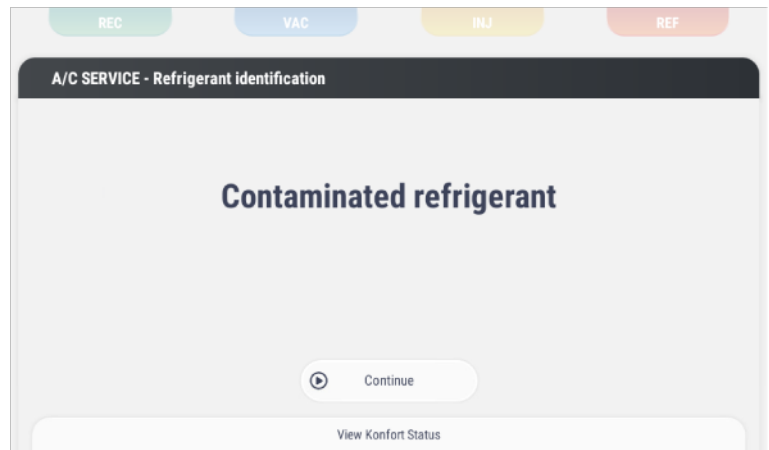 REC VAC INJ REF
A/C SERVICE - Refrigerant identification
Contaminated refrigerant
Continue
View Konfort Status